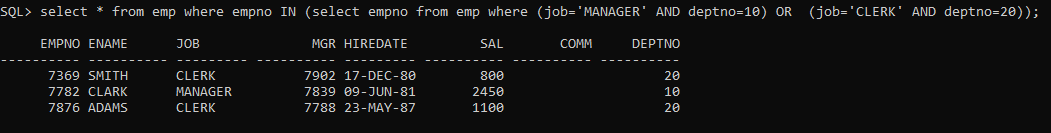 SQL> select * from emp where empno IN (select empno from emp where (job='MANAGER' AND deptno=10) OR  (job='CLERK' AND deptno=20));
     EMPNO ENAME      JOB              MGR HIREDATE         SAL       COMM     DEPTNO
---------- ---------- --------- ---------- --------- ---------- ---------- ----------
      7369 SMITH      CLERK           7902 17-DEC-80        800                    20
      7782 CLARK      MANAGER         7839 09-JUN-81       2450                    10
      7876 ADAMS      CLERK           7788 23-MAY-87       1100                    20